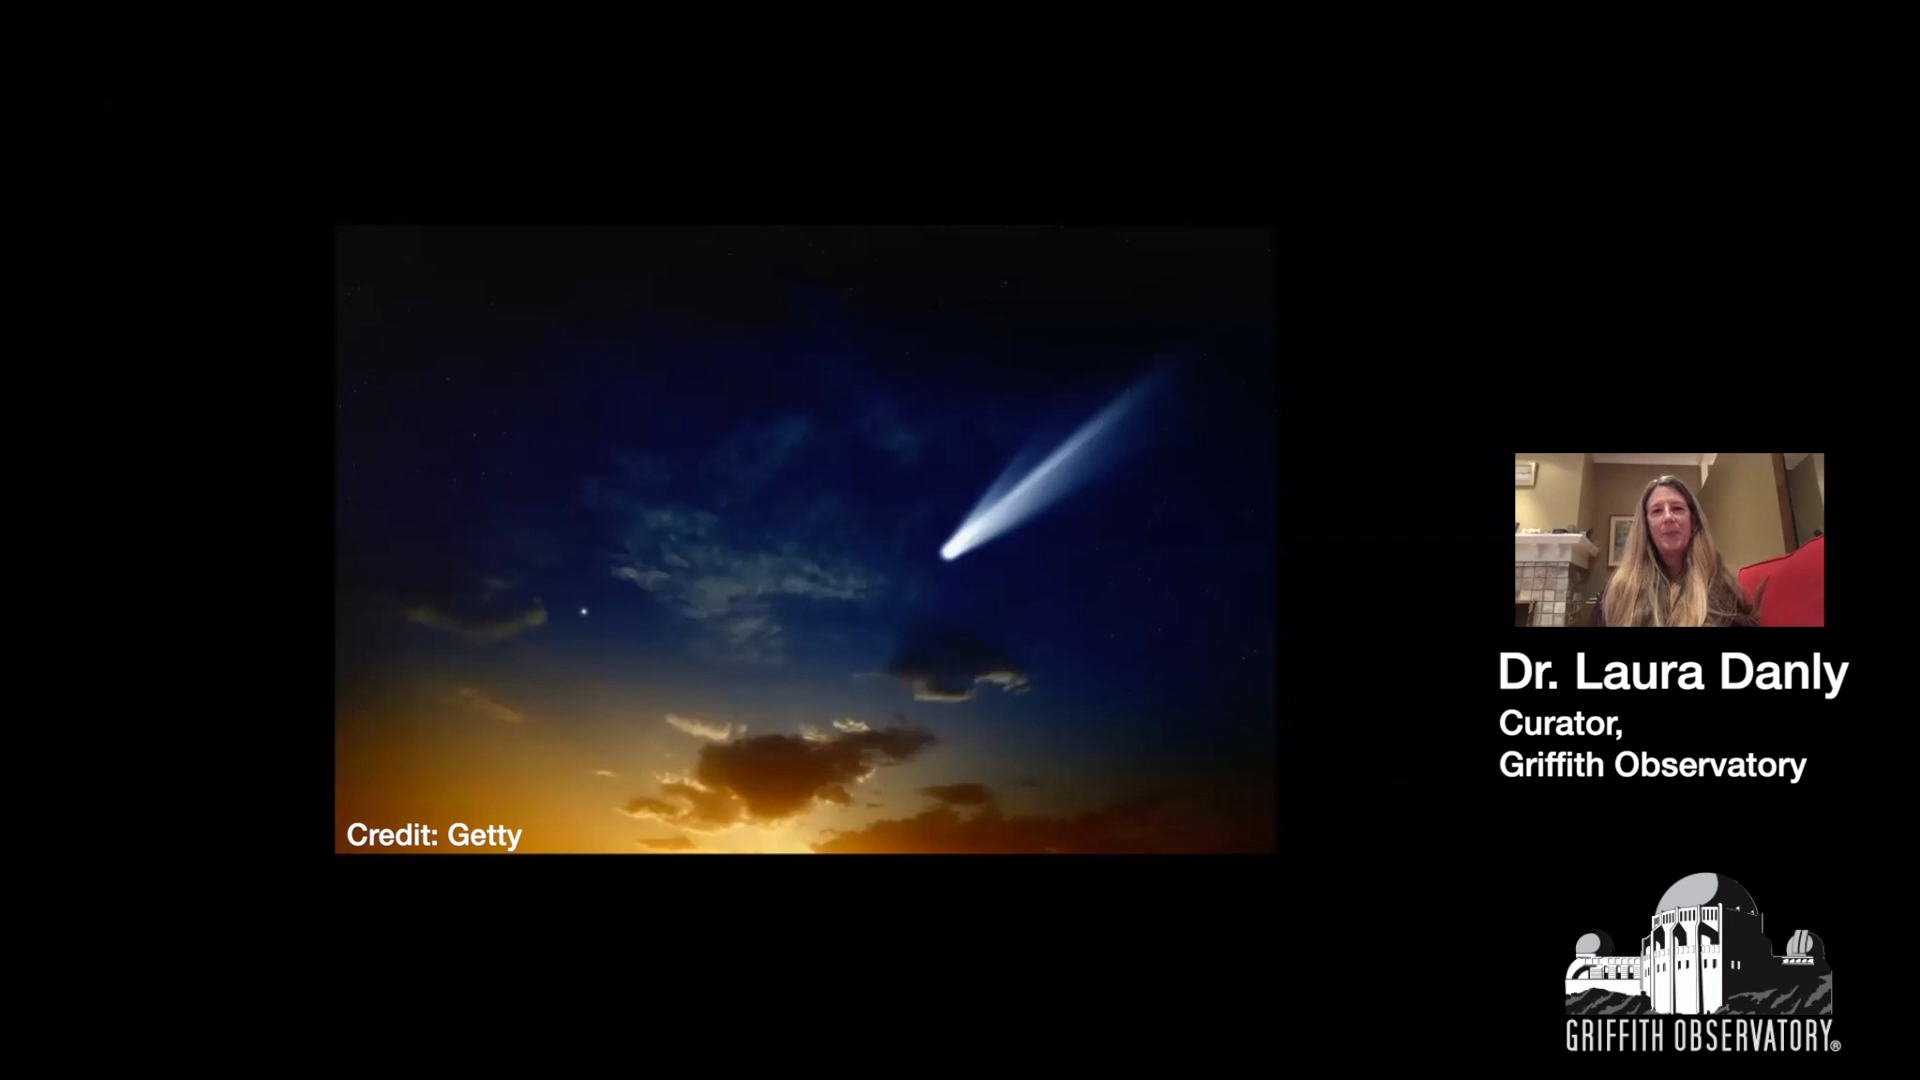 Credit: Getty
Dr. Laura Danly
Curator,
Griffith Observatory
GRIFFITH OBSERVATORY®